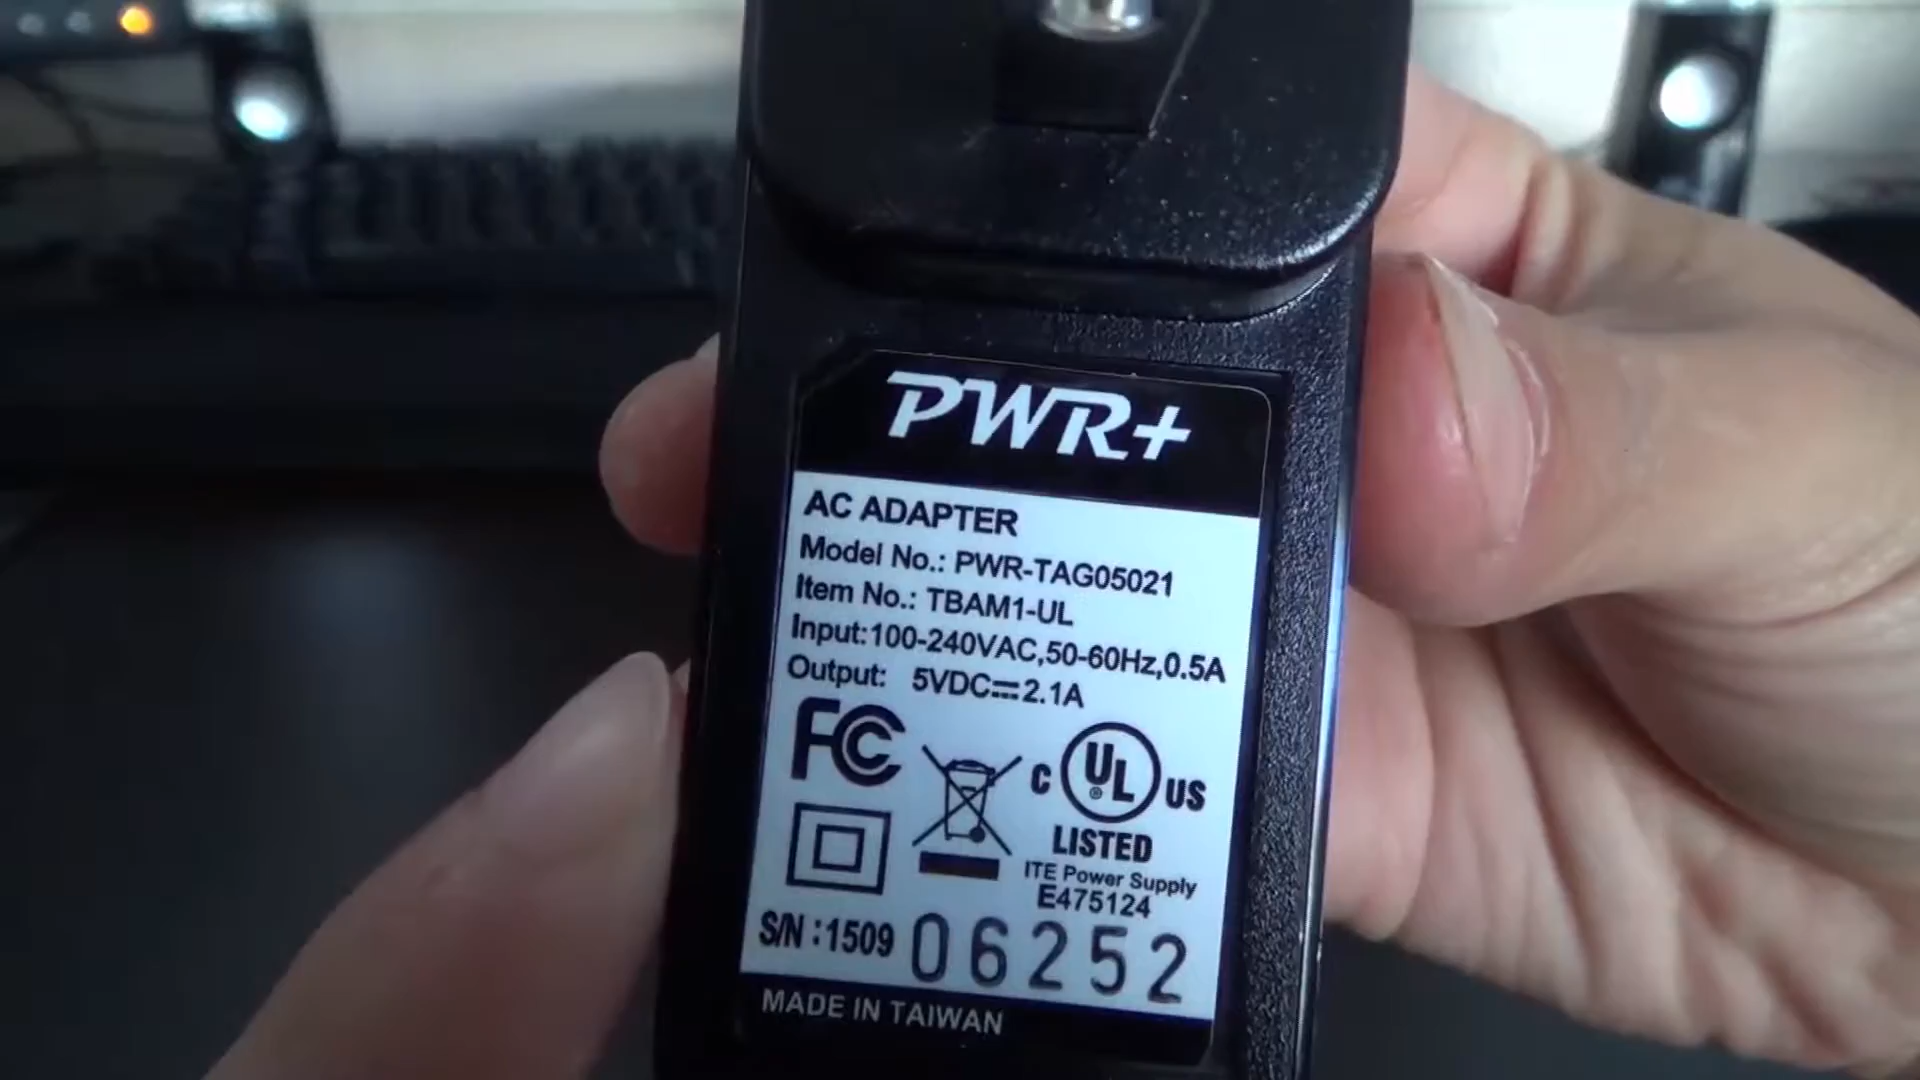 PWR+
AC ADAPTER
Model No.: PWR-TAG05021
Item No.: TBAM1-UL
Input:100-240VAC,50-60Hz,0.5A
Output: 5VDC⎓2.1A
FC
C UL ® US
LISTED
ITE Power Supply
E475124
S/N :1509 06252
MADE IN TAIWAN